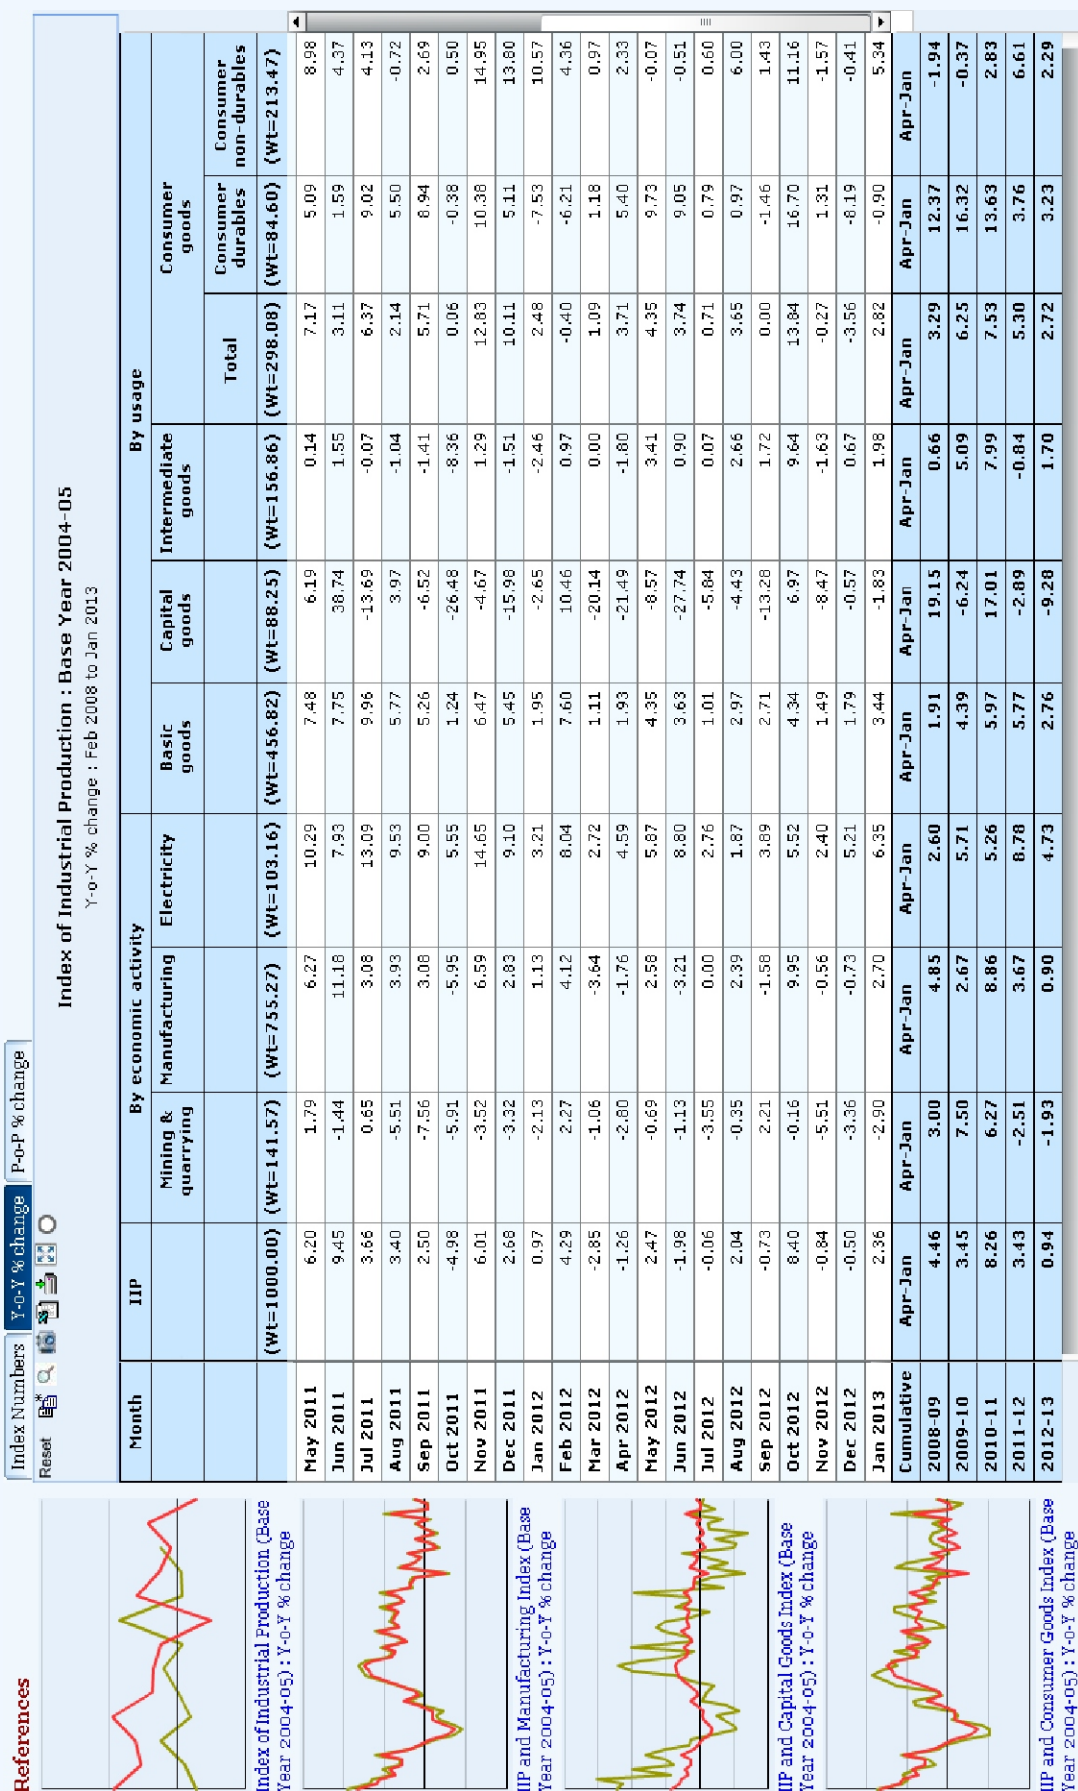 References
Index of Industrial Production (Base
Year 2004-05) : Y-o-Y % change
IIP and Manufacturing Index (Base
Year 2004-05) : Y-o-Y % change
IIP and Capital Goods Index (Base
Year 2004-05) : Y-o-Y % change
IIP and Consumer Goods Index (Base
Year 2004-05) : Y-o-Y % change
Index Numbers Y-o-Y % change P-o-P % change
Reset
Index of Industrial Production : Base Year 2004-05
Y-o-Y % change : Feb 2008 to Jan 2013
Month IIP By economic activity By usage
Mining & quarrying Manufacturing Electricity Basic goods Capital goods Intermediate goods Consumer goods
Total Consumer durables Consumer non-durables
(Wt=1000.00) (Wt=141.57) (Wt=755.27) (Wt=103.16) (Wt=456.82) (Wt=88.25) (Wt=156.86) (Wt=298.08) (Wt=84.60) (Wt=213.47)
May 2011 6.20 1.79 6.27 10.29 7.48 6.19 0.14 7.17 5.09 8.98
Jun 2011 9.45 -1.44 11.18 7.93 7.75 38.74 1.55 3.11 1.59 4.37
Jul 2011 3.66 0.65 3.08 13.09 9.96 -13.69 -0.07 6.37 9.02 4.13
Aug 2011 3.40 -5.51 3.93 9.53 5.77 3.97 -1.04 2.14 5.50 -0.72
Sep 2011 2.50 -7.56 3.08 9.00 5.26 -6.52 -1.41 5.71 8.94 2.69
Oct 2011 -4.98 -5.91 -5.95 5.55 1.24 -26.48 -8.36 0.06 -0.38 0.50
Nov 2011 6.01 -3.52 6.59 14.65 6.47 -4.67 1.29 12.83 10.38 14.95
Dec 2011 2.68 -3.32 2.83 9.10 5.45 -15.98 -1.51 10.11 5.11 13.80
Jan 2012 0.97 -2.13 1.13 3.21 1.95 -2.65 -2.46 2.48 -7.53 10.57
Feb 2012 4.29 2.27 4.12 8.04 7.60 10.46 0.97 -0.40 -6.21 4.36
Mar 2012 -2.85 -1.06 -3.64 2.72 1.11 -20.14 0.00 1.09 1.18 0.97
Apr 2012 -1.26 -2.80 -1.76 4.59 1.93 -21.49 -1.80 3.71 5.40 2.33
May 2012 2.47 -0.69 2.58 5.87 4.35 -8.57 3.41 4.35 9.73 -0.07
Jun 2012 -1.98 -1.13 -3.21 8.80 3.63 -27.74 0.90 3.74 9.05 -0.51
Jul 2012 -0.06 -3.55 0.00 2.76 1.01 -5.84 0.07 0.71 0.79 0.60
Aug 2012 2.04 -0.35 2.39 1.87 2.97 -4.43 2.66 3.65 0.97 6.00
Sep 2012 -0.73 2.21 -1.58 3.89 2.71 -13.28 1.72 0.00 -1.46 1.43
Oct 2012 8.40 -0.16 9.95 5.52 4.34 6.97 9.64 13.84 16.70 11.16
Nov 2012 -0.84 -5.51 -0.56 2.40 1.49 -8.47 -1.63 -0.27 1.31 -1.57
Dec 2012 -0.50 -3.36 -0.73 5.21 1.79 -0.57 0.67 -3.56 -8.19 -0.41
Jan 2013 2.36 -2.90 2.70 6.35 3.44 -1.83 1.98 2.82 -0.90 5.34
Cumulative Apr-Jan Apr-Jan Apr-Jan Apr-Jan Apr-Jan Apr-Jan Apr-Jan Apr-Jan Apr-Jan Apr-Jan
2008-09 4.46 3.00 4.85 2.60 1.91 19.15 0.66 3.29 12.37 -1.94
2009-10 3.45 7.50 2.67 5.71 4.39 -6.24 5.09 6.25 16.32 -0.37
2010-11 8.26 6.27 8.86 5.26 5.97 17.01 7.99 7.53 13.63 2.83
2011-12 3.43 -2.51 3.67 8.78 5.77 -2.89 -0.84 5.30 3.76 6.61
2012-13 0.94 -1.93 0.90 4.73 2.76 -9.28 1.70 2.72 3.23 2.29